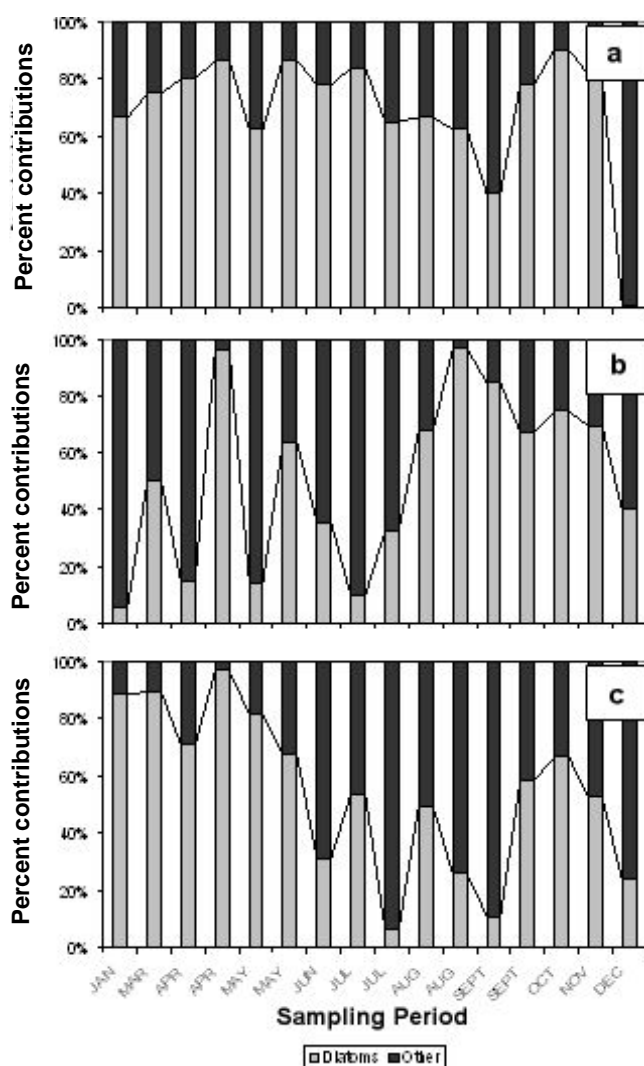 100%
80%
60%
40%
20%
0%
Percent contributions
a
100%
80%
60%
40%
20%
0%
Percent contributions
b
100%
80%
60%
40%
20%
0%
Percent contributions
c
JAN MAR APR APR MAY MAY JUN JUL JUL AUG AUG SEPT SEPT OCT NOV DEC
Sampling Period
Diatoms Other